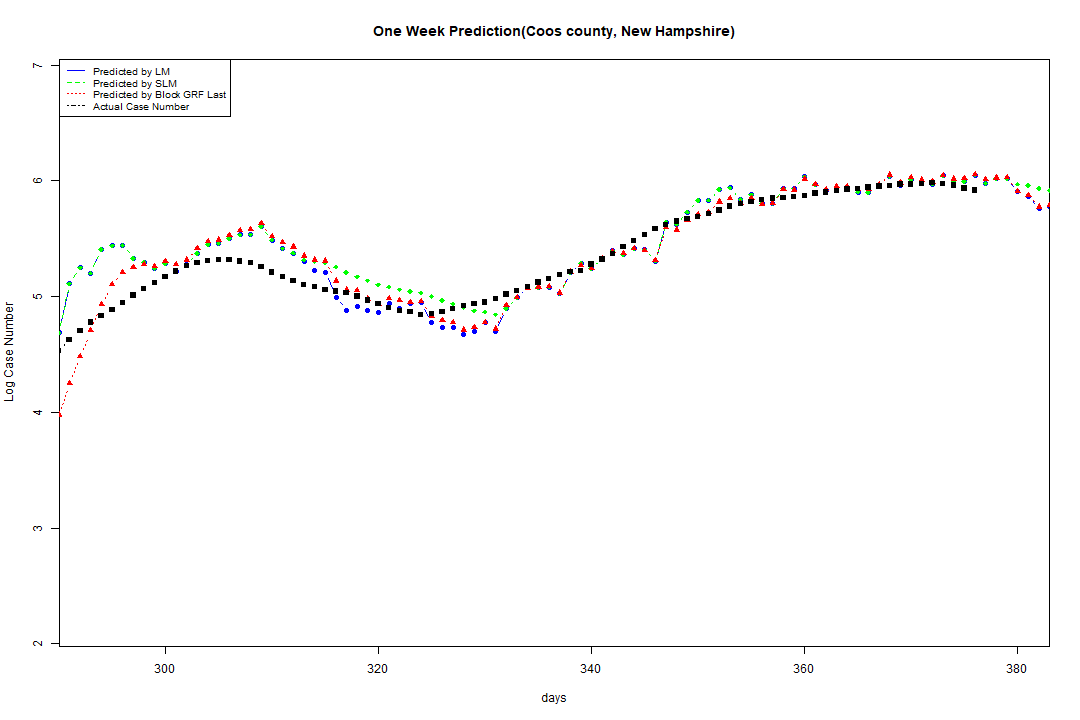 One Week Prediction(Coos county, New Hampshire)
Predicted by LM
Predicted by SLM
Predicted by Block GRF Last
Actual Case Number
7
6
5
4
3
2
Log Case Number
300 320 340 360 380
days